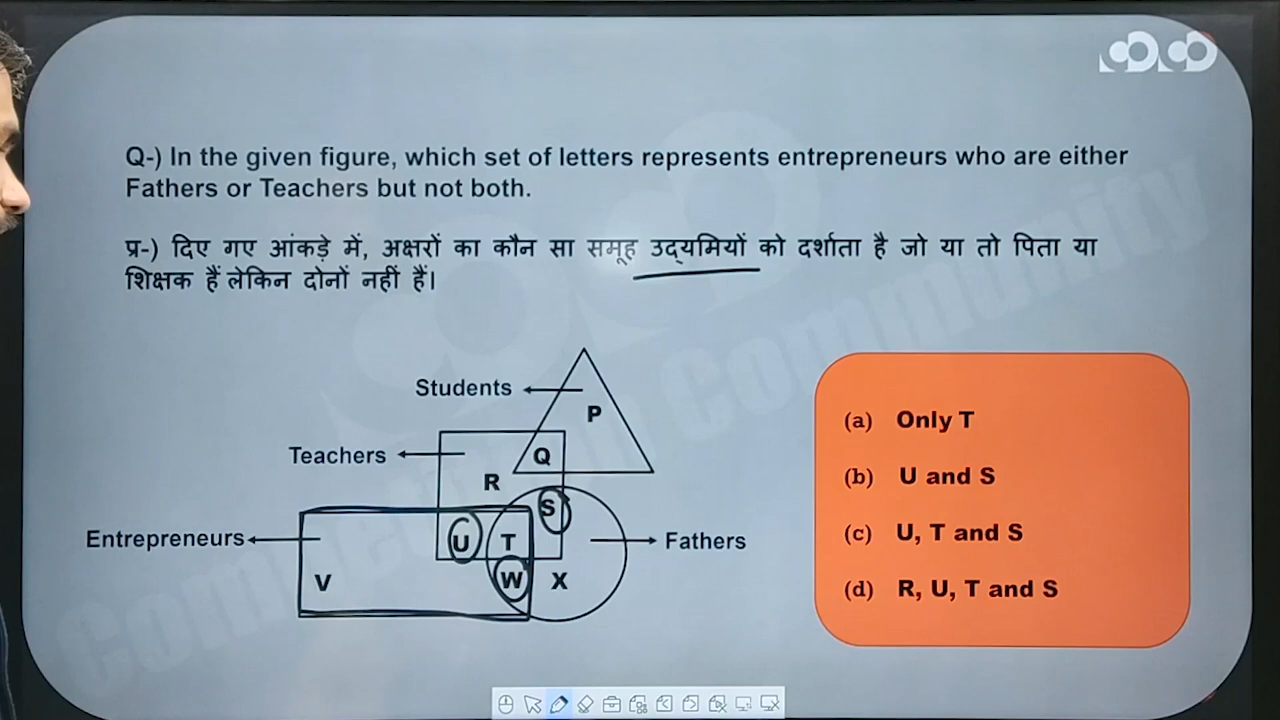 Q-) In the given figure, which set of letters represents entrepreneurs who are either
Fathers or Teachers but not both.
प्र-) दिए गए आंकड़े में, अक्षरों का कौन सा समूह उद्यमियों को दर्शाता है जो या तो पिता या
शिक्षक हैं लेकिन दोनों नहीं हैं।
Students
P
Teachers
Q
R
S
Entrepreneurs
U
T
Fathers
V
W
X
(a) Only T
(b) U and S
(c) U, T and S
(d) R, U, T and S
Community